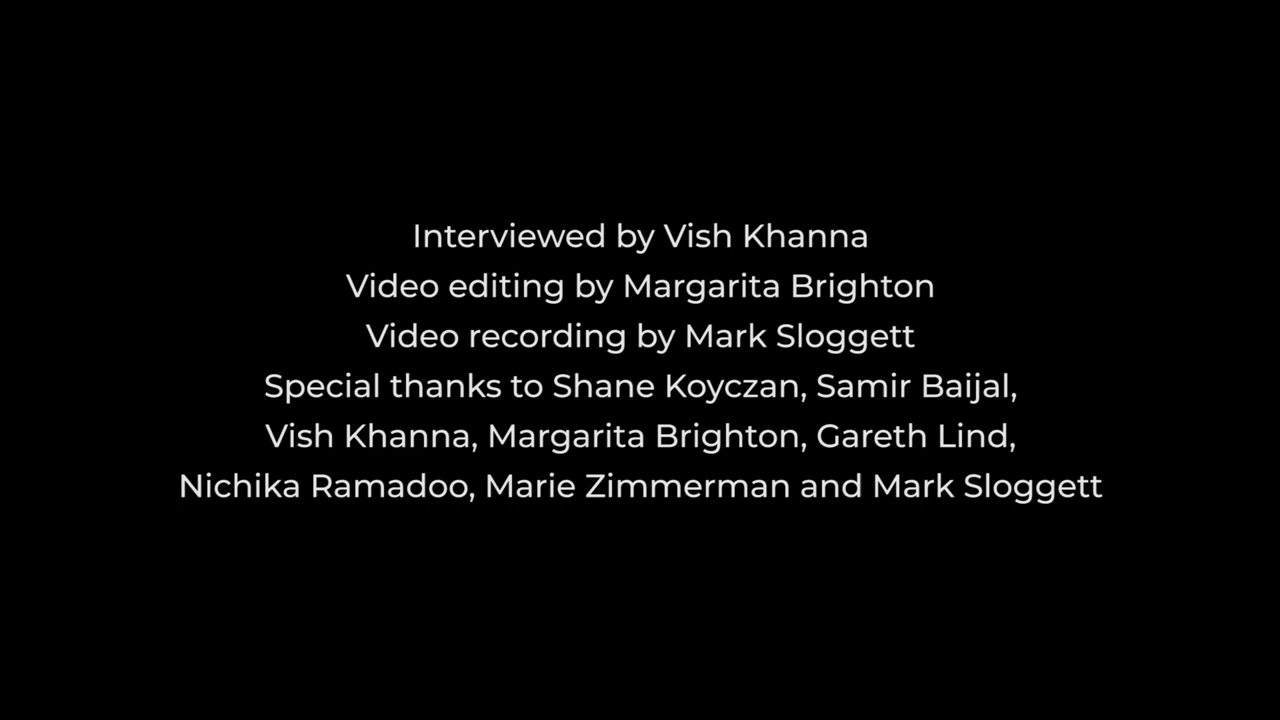 Interviewed by Vish Khanna
Video editing by Margarita Brighton
Video recording by Mark Sloggett
Special thanks to Shane Koyczan, Samir Baijal,
Vish Khanna, Margarita Brighton, Gareth Lind,
Nichika Ramadoo, Marie Zimmerman and Mark Sloggett